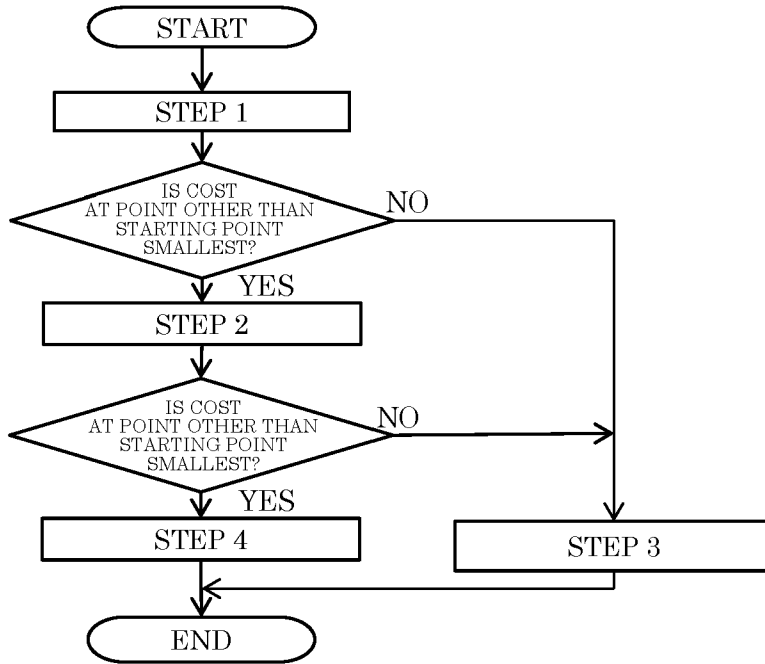 START
STEP 1
IS COST
AT POINT OTHER THAN
STARTING POINT
SMALLEST?
NO
YES
STEP 2
IS COST
AT POINT OTHER THAN
STARTING POINT
SMALLEST?
NO
YES
STEP 4
STEP 3
END